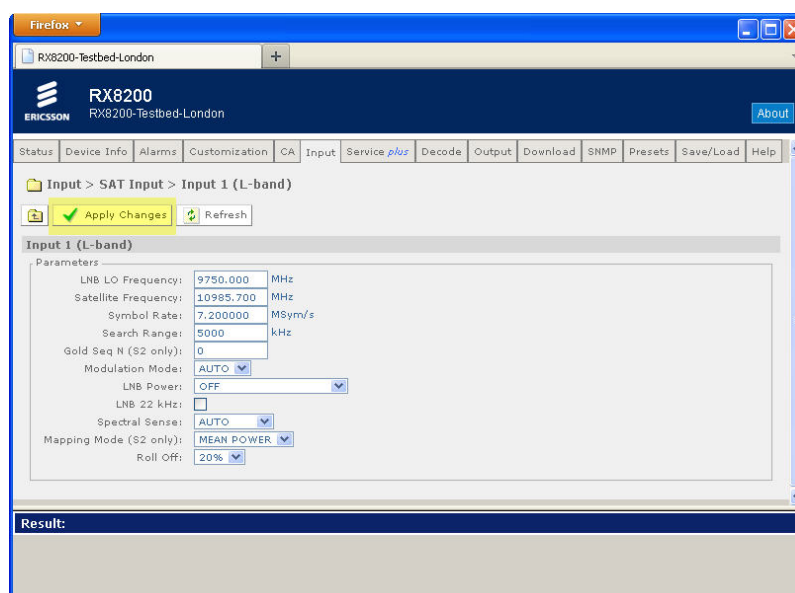 Firefox
RX8200-Testbed-London
+
ERICSSON
RX8200
RX8200-Testbed-London
About
Status Device Info Alarms Customization CA Input Service plus Decode Output Download SNMP Presets Save/Load Help
Input > SAT Input > Input 1 (L-band)
Apply Changes Refresh
Input 1 (L-band)
Parameters
LNB LO Frequency: 9750.000 MHz
Satellite Frequency: 10985.700 MHz
Symbol Rate: 7.200000 MSym/s
Search Range: 5000 kHz
Gold Seq N (S2 only): 0
Modulation Mode: AUTO
LNB Power: OFF
LNB 22 kHz:
Spectral Sense: AUTO
Mapping Mode (S2 only): MEAN POWER
Roll Off: 20%
Result: